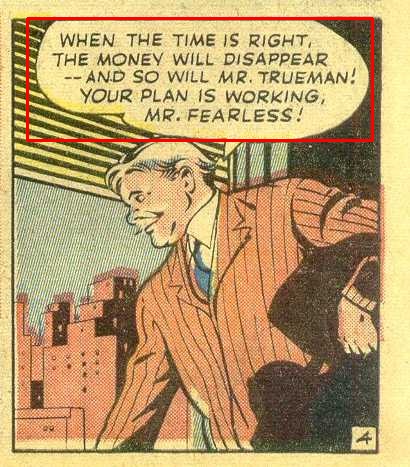 WHEN THE TIME IS RIGHT,
THE MONEY WILL DISAPPEAR
--AND SO WILL MR. TRUEMAN!
YOUR PLAN IS WORKING,
MR. FEARLESS!
4